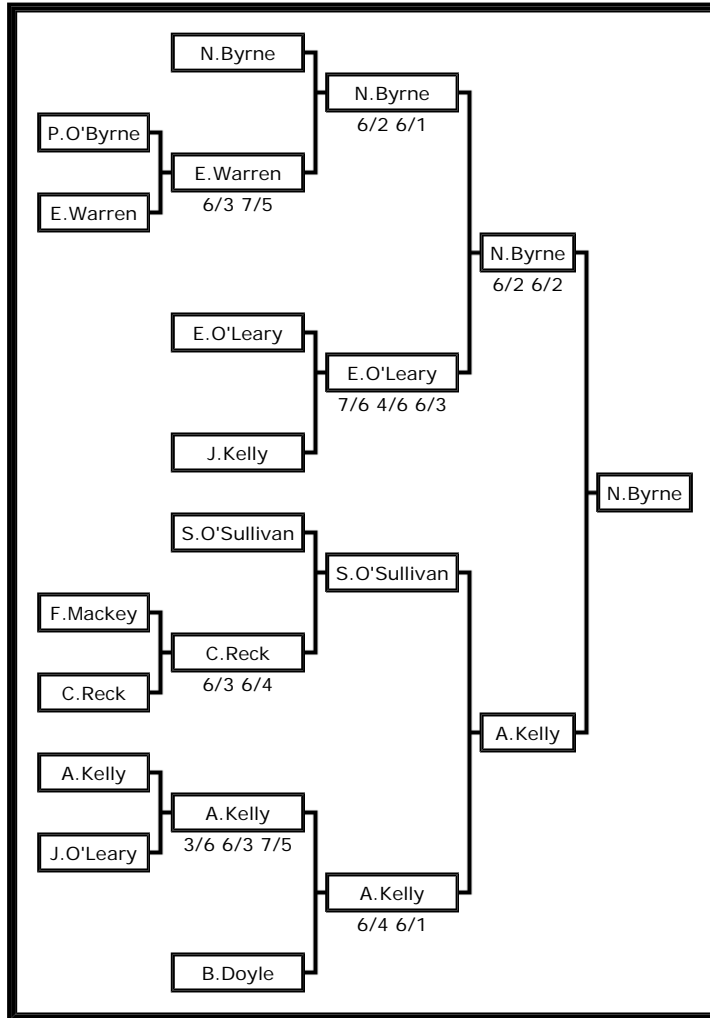 N.Byrne
N.Byrne
6/2 6/1
P.O'Byrne
E.Warren
6/3 7/5
E.Warren
N.Byrne
6/2 6/2
E.O'Leary
E.O'Leary
7/6 4/6 6/3
J.Kelly
N.Byrne
S.O'Sullivan
S.O'Sullivan
F.Mackey
C.Reck
6/3 6/4
C.Reck
A.Kelly
A.Kelly
A.Kelly
3/6 6/3 7/5
J.O'Leary
A.Kelly
6/4 6/1
B.Doyle